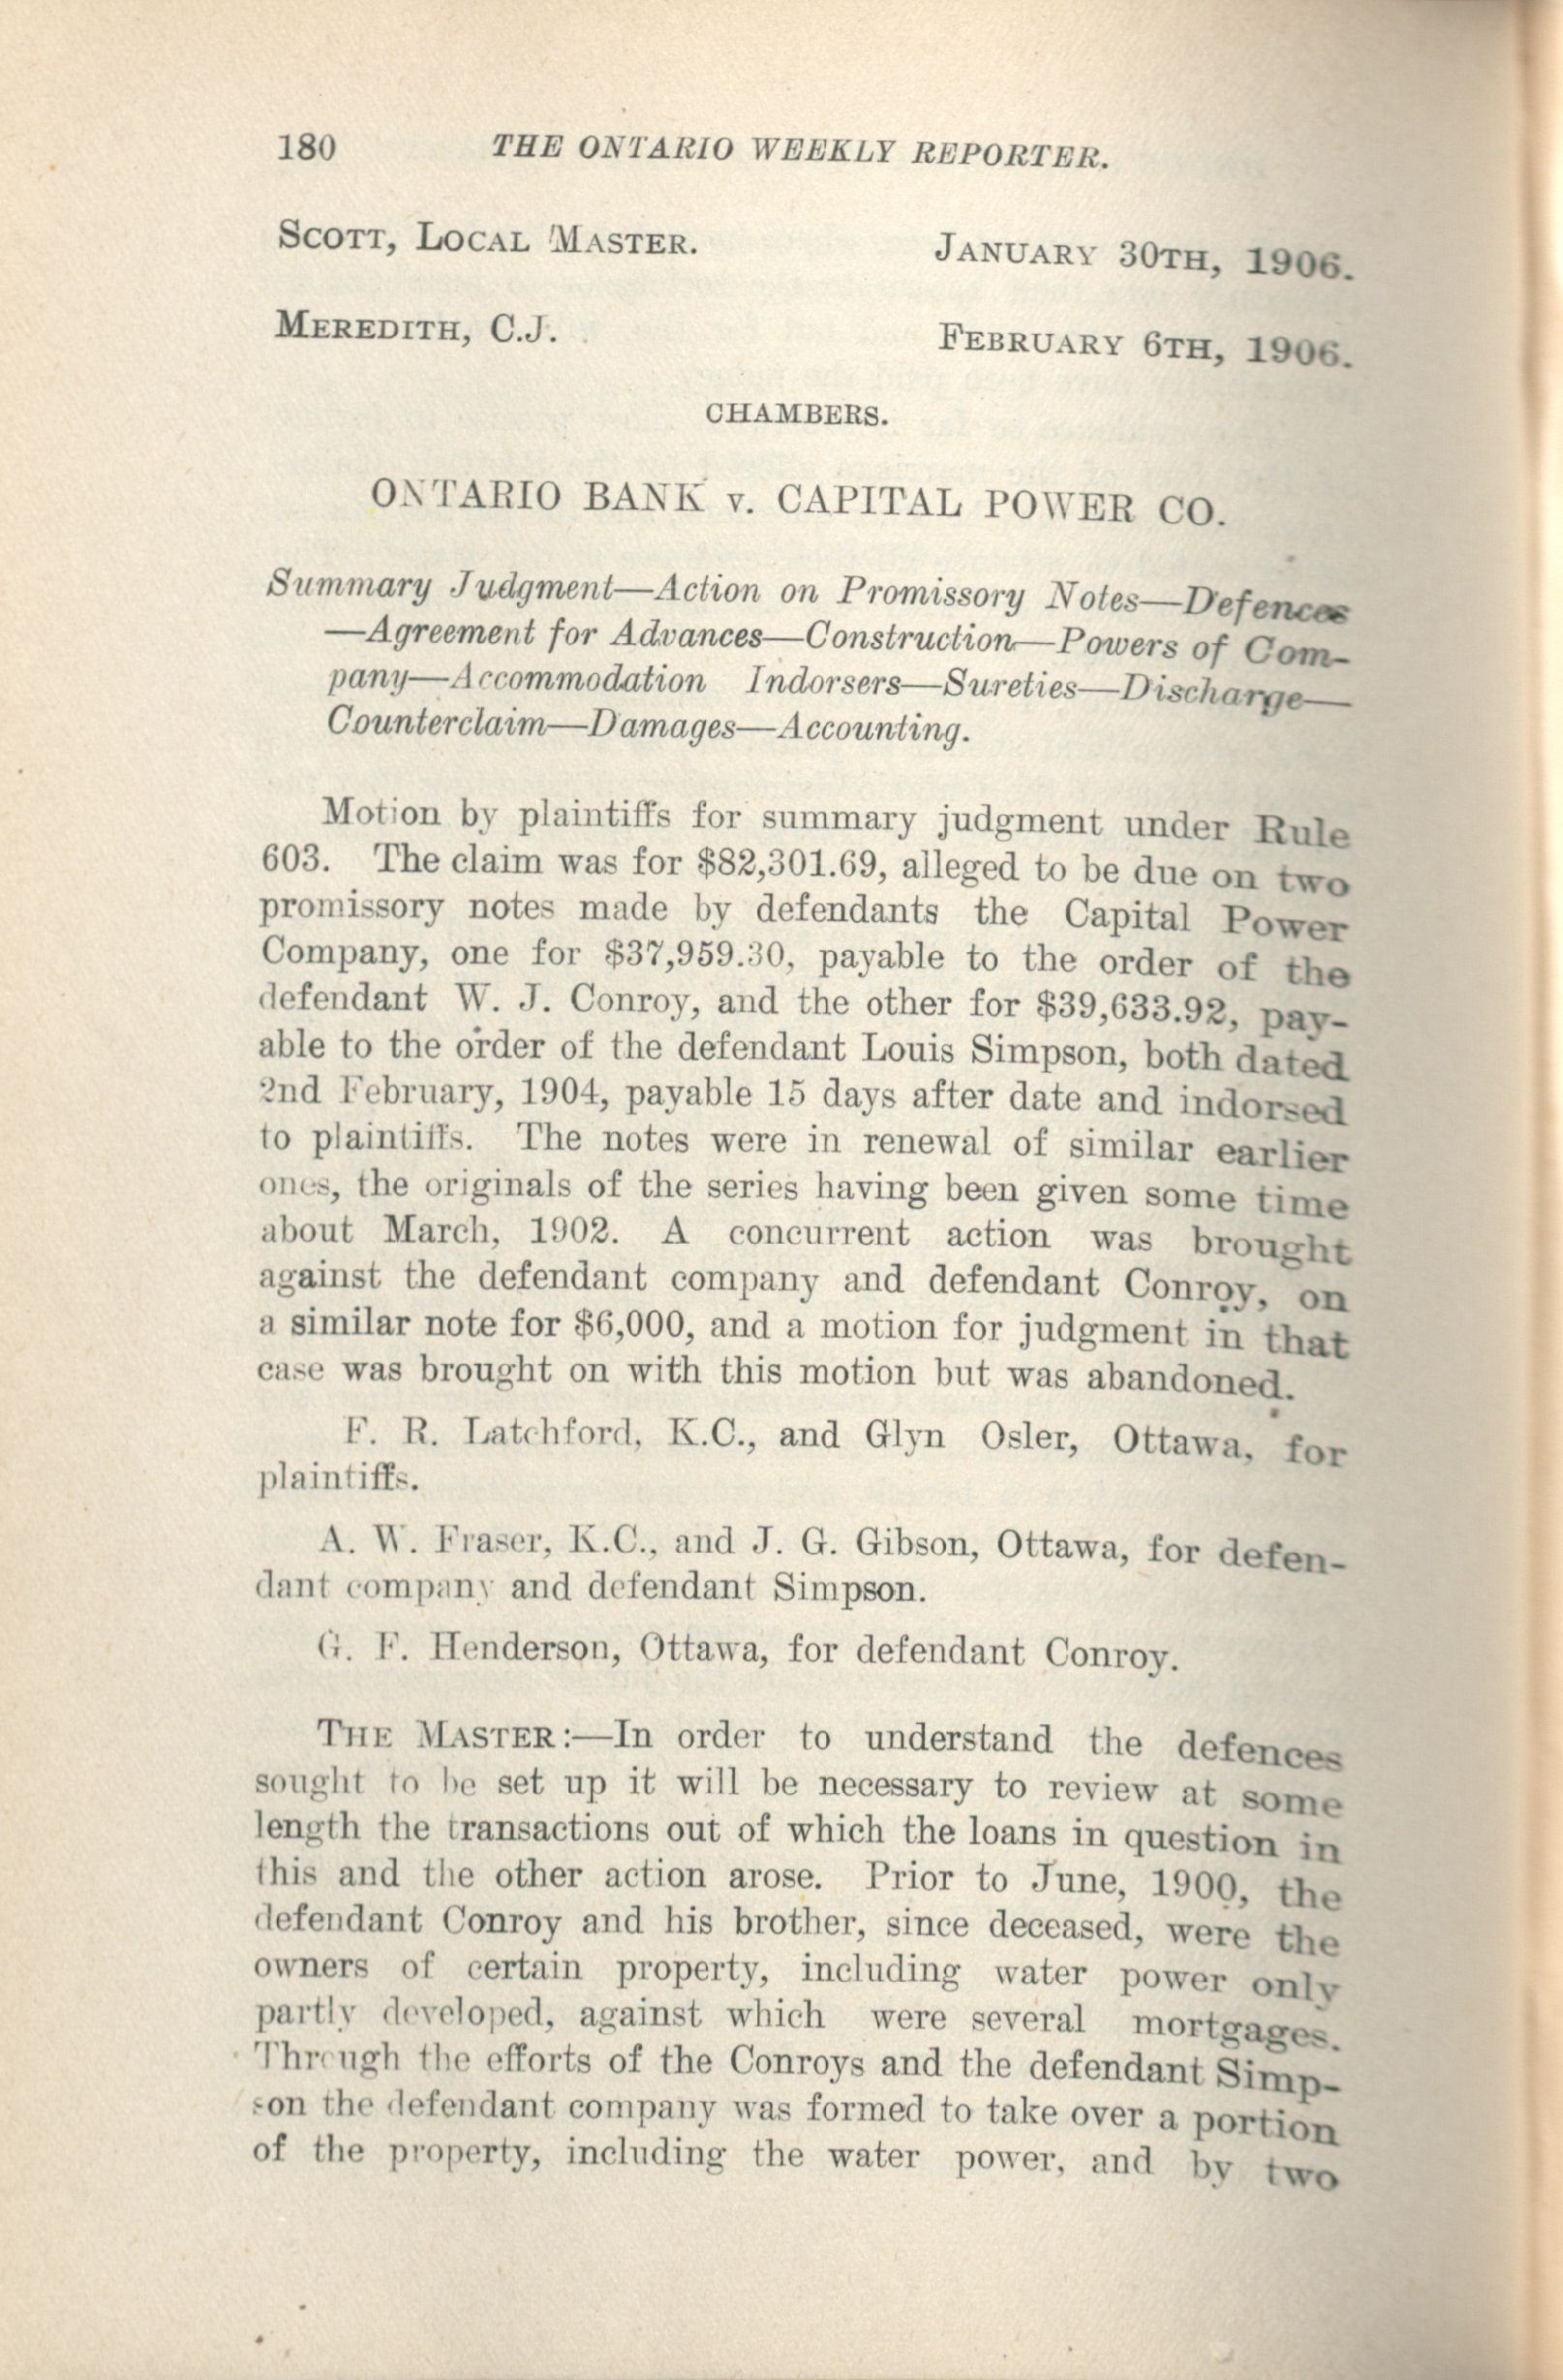 180 THE ONTARIO WEEKLY REPORTER.
SCOTT, LOCAL MASTER. JANUARY 30TH, 1906.
MEREDITH, C.J. FEBRUARY 6TH, 1906.
CHAMBERS.
ONTARIO BANK v. CAPITAL POWER CO.
Summary Judgment—Action on Promissory Notes—Defences
—Agreement for Advances—Construction—Powers of Com-
pany—Accommodation Indorsers—Sureties—Discharge—
Counterclaim—Damages—Accounting.
Motion by plaintiffs for summary judgment under Rule
603. The claim was for $82,301.69, alleged to be due on two
promissory notes made by defendants the Capital Power
Company, one for $37,959.30, payable to the order of the
defendant W. J. Conroy, and the other for $39,633.92, pay-
able to the order of the defendant Louis Simpson, both dated
2nd February, 1904, payable 15 days after date and indorsed
to plaintiffs. The notes were in renewal of similar earlier
ones, the originals of the series having been given some time
about March, 1902. A concurrent action was brought
against the defendant company and defendant Conroy, on
a similar note for $6,000, and a motion for judgment in that
case was brought on with this motion but was abandoned.
F. R. Latchford, K.C., and Glyn Osler, Ottawa, for
plaintiffs.
A. W. Fraser, K.C., and J. G. Gibson, Ottawa, for defen-
dant company and defendant Simpson.
G. F. Henderson, Ottawa, for defendant Conroy.
THE MASTER:—In order to understand the defences
sought to be set up it will be necessary to review at some
length the transactions out of which the loans in question in
this and the other action arose. Prior to June, 1900, the
defendant Conroy and his brother, since deceased, were the
owners of certain property, including water power only
partly developed, against which were several mortgages.
Through the efforts of the Conroys and the defendant Simp-
son the defendant company was formed to take over a portion
of the property, including the water power, and by two